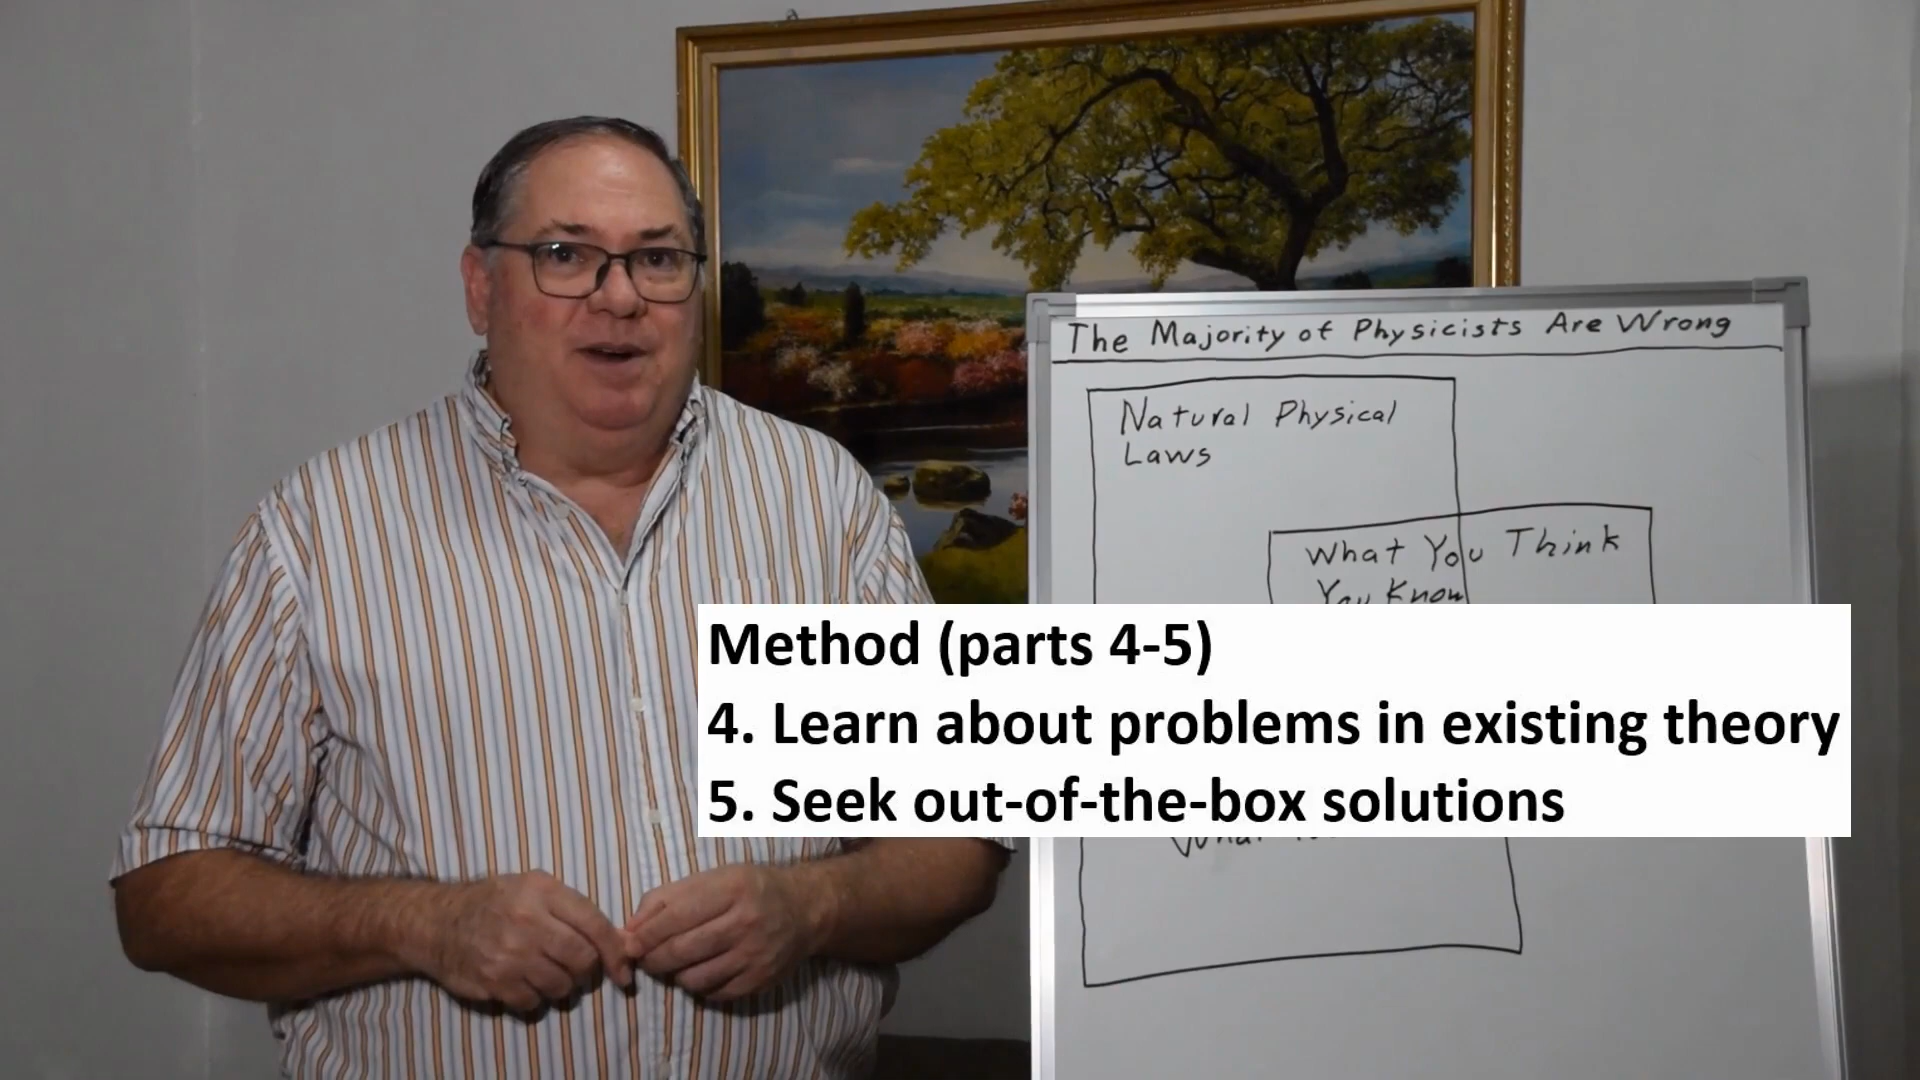 The Majority of Physicists Are Wrong
Natural Physical
Laws
What You Think
You Know
Method (parts 4-5)
4. Learn about problems in existing theory
5. Seek out-of-the-box solutions
What